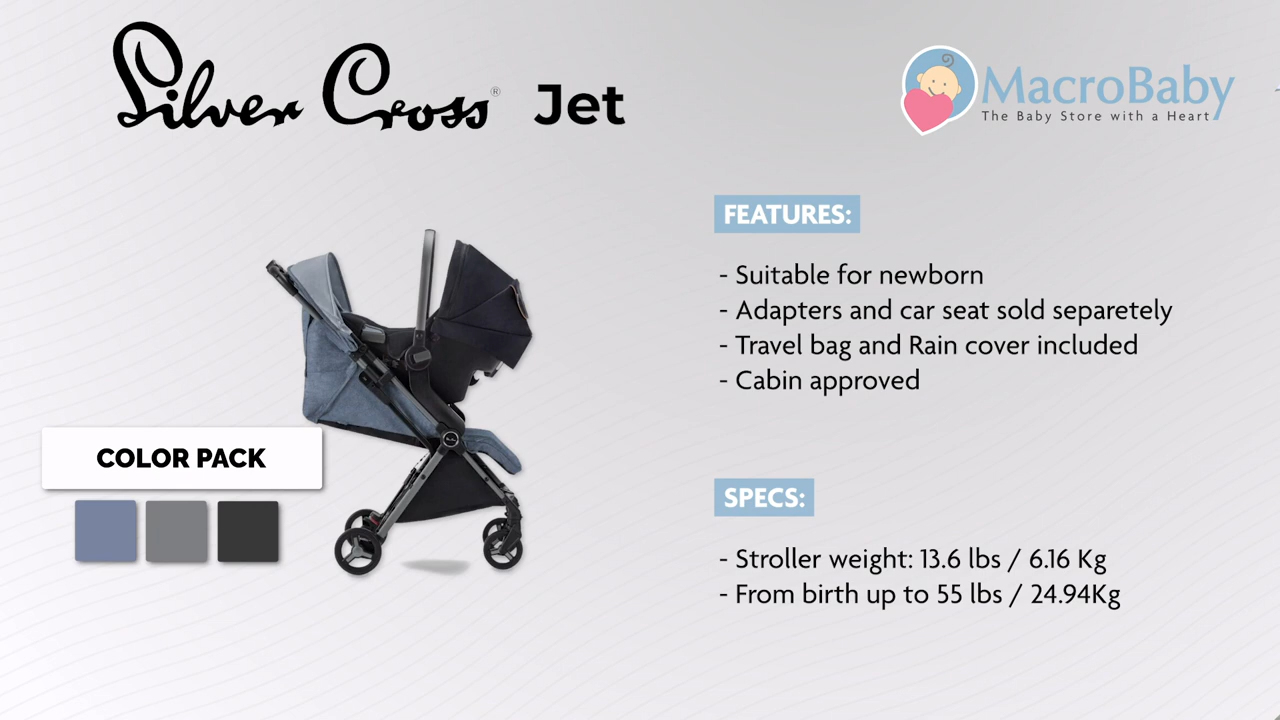 Silver Cross® Jet
MacroBaby
The Baby Store with a Heart
FEATURES:
- Suitable for newborn
- Adapters and car seat sold separetely
- Travel bag and Rain cover included
- Cabin approved
COLOR PACK
SPECS:
- Stroller weight: 13.6 lbs / 6.16 Kg
- From birth up to 55 lbs / 24.94Kg